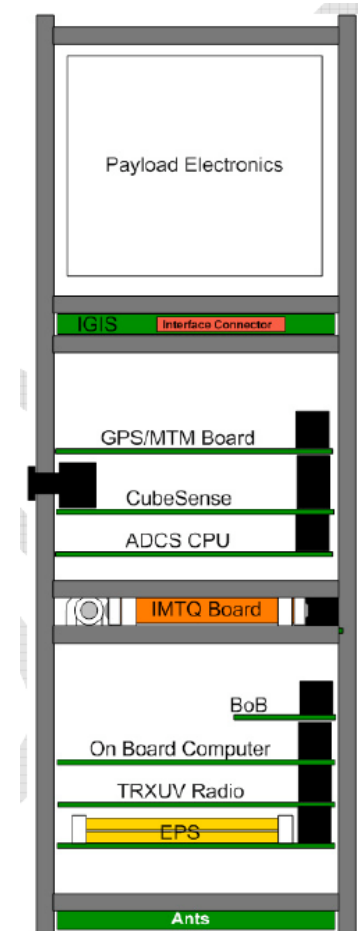 Payload Electronics
IGIS
Interface Connector
GPS/MTM Board
CubeSense
ADCS CPU
IMTQ Board
BoB
On Board Computer
TRXUV Radio
EPS
Ants